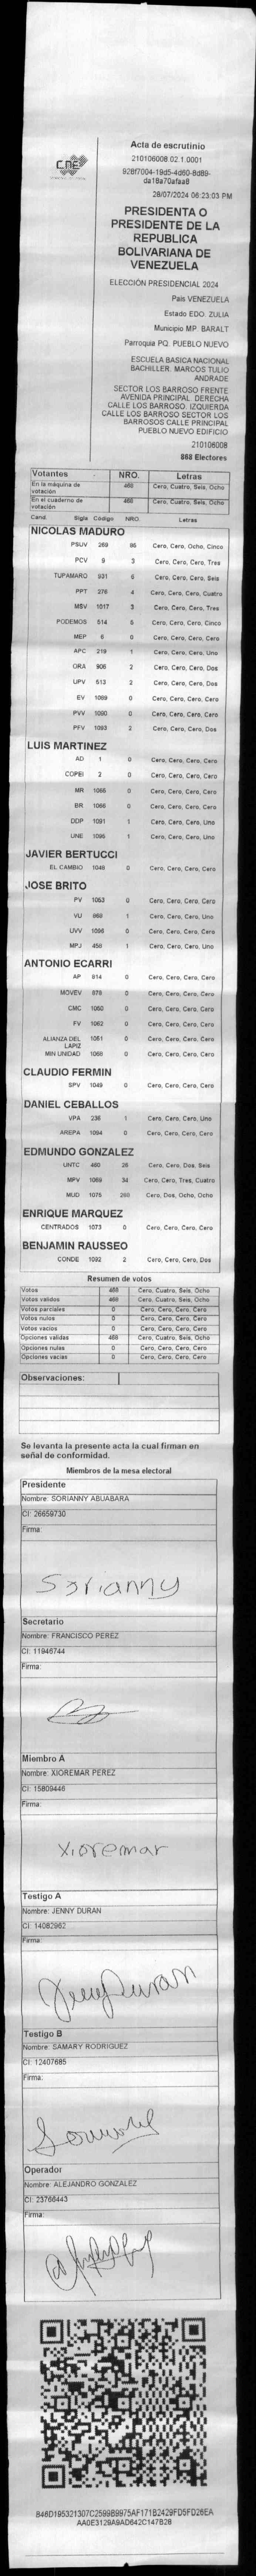 CNE
Acta de escrutinio
210106008.02.1.0001
928f7004-19d5-4d60-8d89-
da18a70afaa8
28/07/2024 06:23:03 PM
PRESIDENTA O
PRESIDENTE DE LA
REPUBLICA
BOLIVARIANA DE
VENEZUELA
ELECCIÓN PRESIDENCIAL 2024
País VENEZUELA
Estado EDO. ZULIA
Municipio MP. BARALT
Parroquia PQ. PUEBLO NUEVO
ESCUELA BASICA NACIONAL
BACHILLER. MARCOS TULIO
ANDRADE
SECTOR LOS BARROSO FRENTE
AVENIDA PRINCIPAL. DERECHA
CALLE LOS BARROSO. IZQUIERDA
CALLE LOS BARROSO SECTOR LOS
BARROSOS CALLE PRINCIPAL
PUEBLO NUEVO EDIFICIO
210106008
868 Electores
Votantes NRO. Letras
En la máquina de votación 468 Cero, Cuatro, Seis, Ocho
En el cuaderno de votación 468 Cero, Cuatro, Seis, Ocho
Cand. Sigla Código NRO. Letras
NICOLAS MADURO
PSUV Cero, Cero, Ocho, Cinco
PCV 9 3 Cero, Cero, Cero, Tres
TUPAMARO 931 6 Cero, Cero, Cero, Seis
PPT 276 4 Cero, Cero, Cero, Cuatro
MSV 1017 3 Cero, Cero, Cero, Tres
PODEMOS 514 5 Cero, Cero, Cero, Cinco
MEP 6 0 Cero, Cero, Cero, Cero
APC 219 1 Cero, Cero, Cero, Uno
ORA 906 2 Cero, Cero, Cero, Dos
UPV 613 2 Cero, Cero, Cero, Dos
EV 1089 0 Cero, Cero, Cero, Cero
PVV 1090 0 Cero, Cero, Cero, Cero
PFV 1093 2 Cero, Cero, Cero, Dos
LUIS MARTINEZ
AD 1 0 Cero, Cero, Cero, Cero
COPEI 2 0 Cero, Cero, Cero, Cero
MR 1066 0 Cero, Cero, Cero, Cero
BR 1086 0 Cero, Cero, Cero, Cero
DDP 1091 1 Cero, Cero, Cero, Uno
UNE 1095 1 Cero, Cero, Cero, Uno
JAVIER BERTUCCI
EL CAMBIO 1048 0 Cero, Cero, Cero, Cero
JOSE BRITO
PV 1063 0 Cero, Cero, Cero, Cero
VU 960 1 Cero, Cero, Cero, Uno
UVV 1096 0 Cero, Cero, Cero, Cero
MPJ 458 1 Cero, Cero, Cero, Uno
ANTONIO ECARRI
AP 814 0 Cero, Cero, Cero, Cero
MOVEV 979 0 Cero, Cero, Cero, Cero
CMC 1060 0 Cero, Cero, Cero, Cero
FV 1062 0 Cero, Cero, Cero, Cero
ALIANZA DEL LAPIZ 1051 0 Cero, Cero, Cero, Cero
MIN UNIDAD 1068 0 Cero, Cero, Cero, Cero
CLAUDIO FERMIN
SPV 1049 0 Cero, Cero, Cero, Cero
DANIEL CEBALLOS
VPA 236 1 Cero, Cero, Cero, Uno
AREPA 1094 0 Cero, Cero, Cero, Cero
EDMUNDO GONZALEZ
UNTC 460 26 Cero, Cero, Dos, Seis
MPV 1069 34 Cero, Cero, Tres, Cuatro
MUD 1075 288 Cero, Dos, Ocho, Ocho
ENRIQUE MARQUEZ
CENTRADOS 1073 0 Cero, Cero, Cero, Cero
BENJAMIN RAUSSEO
CONDE 1092 2 Cero, Cero, Cero, Dos
Resumen de votos
Votos 468 Cero, Cuatro, Seis, Ocho
Votos válidos 468 Cero, Cuatro, Seis, Ocho
Votos parciales 0 Cero, Cero, Cero, Cero
Votos nulos 0 Cero, Cero, Cero, Cero
Votos vacíos 0 Cero, Cero, Cero, Cero
Opciones válidas 468 Cero, Cuatro, Seis, Ocho
Opciones nulas 0 Cero, Cero, Cero, Cero
Opciones vacías 0 Cero, Cero, Cero, Cero
Observaciones:
Se levanta la presente acta la cual firman en
señal de conformidad.
Miembros de la mesa electoral
Presidente
Nombre: SORIANNY ABUABARA
CI: 26659730
Firma:
Sorianny
Secretario
Nombre: FRANCISCO PEREZ
CI: 11946744
Firma:
Miembro A
Nombre: XIOREMAR PEREZ
CI: 15809446
Firma:
Xioremar
Testigo A
Nombre: JENNY DURAN
CI: 14082962
Firma:
Jenny Duran
Testigo B
Nombre: SAMARY RODRIGUEZ
CI: 12407685
Firma:
Operador
Nombre: ALEJANDRO GONZALEZ
CI: 23766443
Firma:
846D195321307C2599B9975AF171B2429FD5FD26EA
AA0E3129A9AD642C147B28